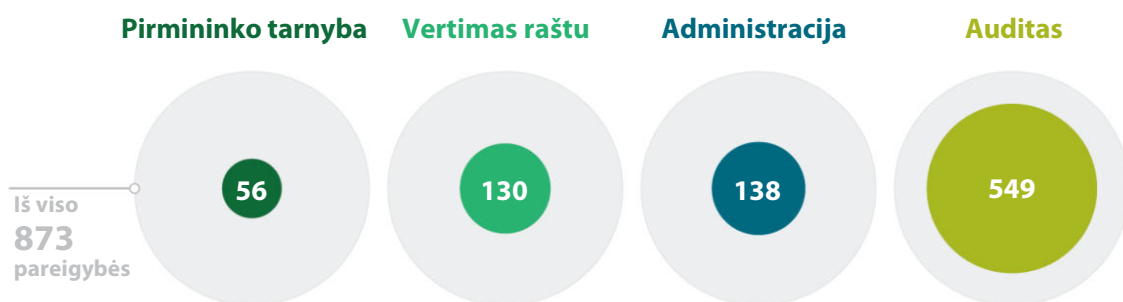 Pirmininko tarnyba Vertimas raštu Administracija Auditas
56 130 138 549
Iš viso
873
pareigybės